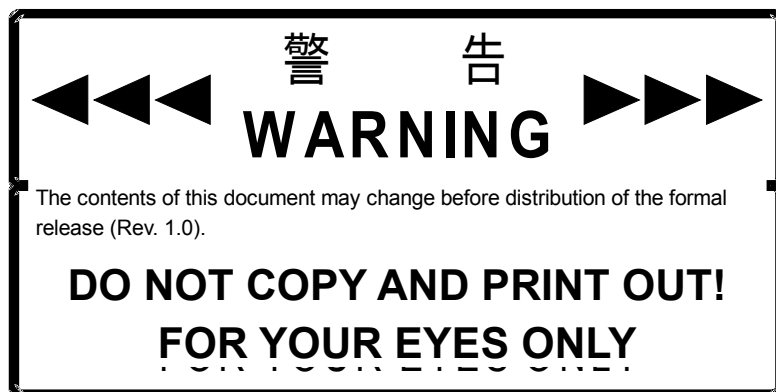 警 告
WARNING
The contents of this document may change before distribution of the formal
release (Rev. 1.0).
DO NOT COPY AND PRINT OUT!
FOR YOUR EYES ONLY